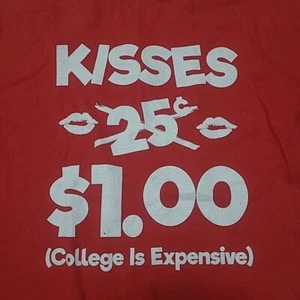 KISSES
25¢
$1.00
(College Is Expensive)